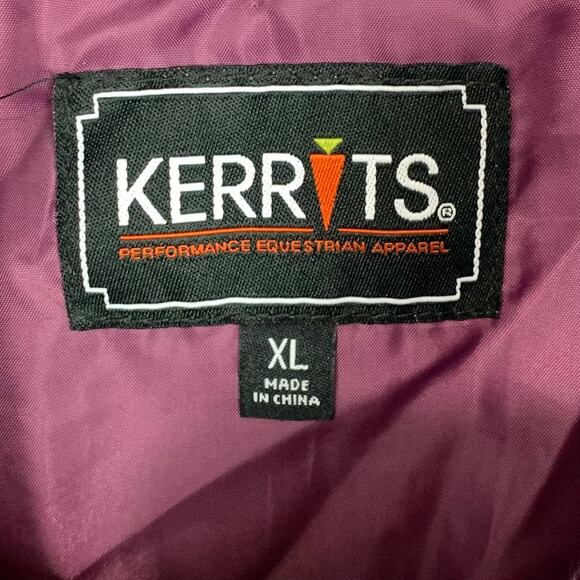 KERRITS®
PERFORMANCE EQUESTRIAN APPAREL
XL
MADE
IN CHINA